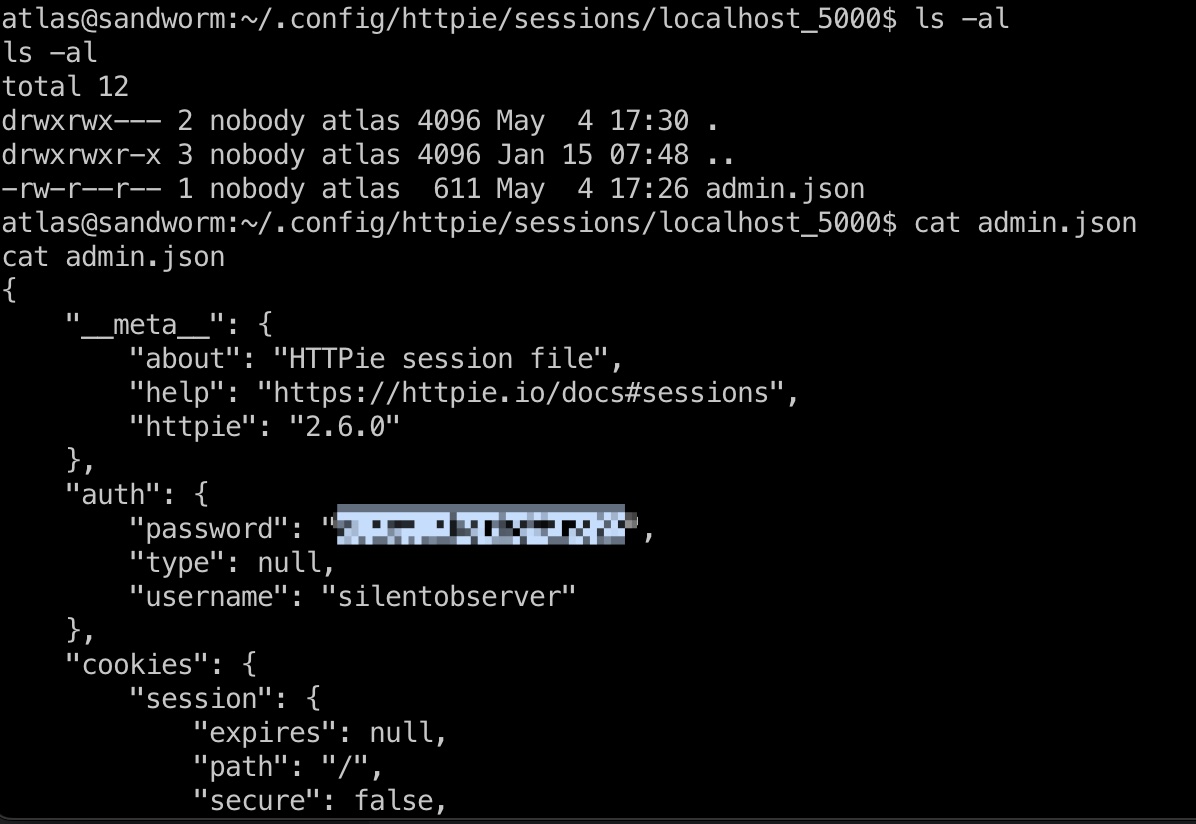 atlas@sandworm:~/.config/httpie/sessions/localhost_5000$ ls -al
ls -al
total 12
drwxrwx--- 2 nobody atlas 4096 May  4 17:30 .
drwxrwxr-x 3 nobody atlas 4096 Jan 15 07:48 ..
-rw-r--r-- 1 nobody atlas  611 May  4 17:26 admin.json
atlas@sandworm:~/.config/httpie/sessions/localhost_5000$ cat admin.json
cat admin.json
{
    "__meta__": {
        "about": "HTTPie session file",
        "help": "https://httpie.io/docs#sessions",
        "httpie": "2.6.0"
    },
    "auth": {
        "password": "",
        "type": null,
        "username": "silentobserver"
    },
    "cookies": {
        "session": {
            "expires": null,
            "path": "/",
            "secure": false,